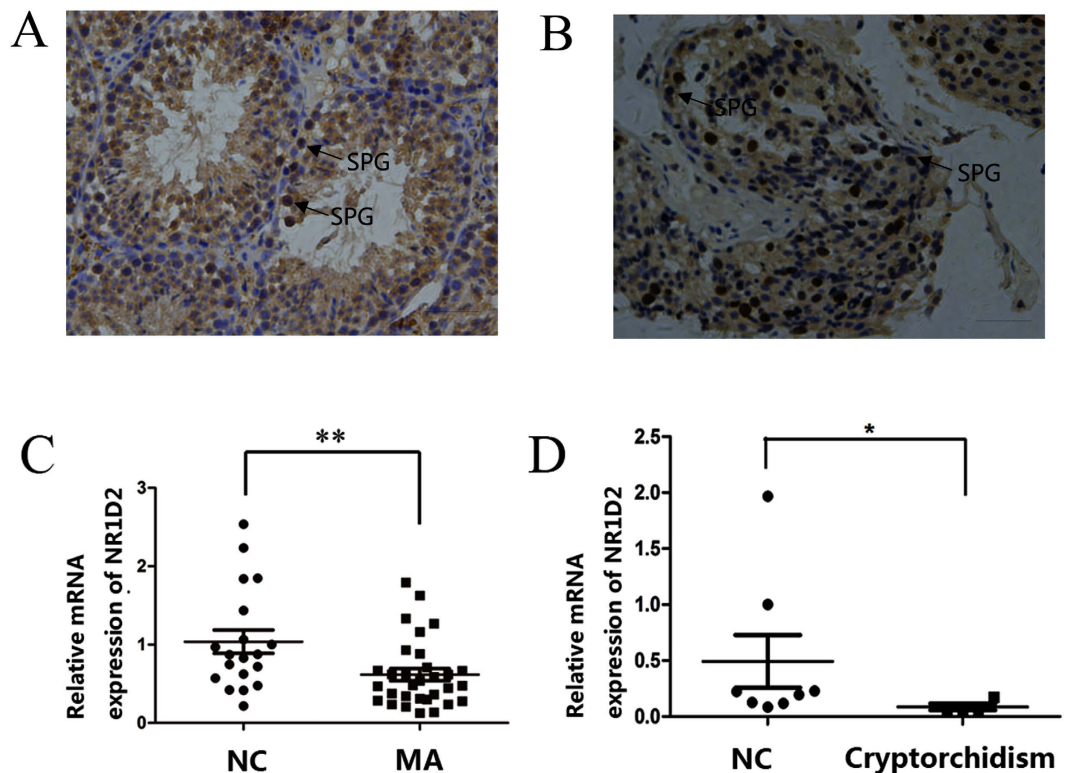 A
B
SPG
SPG
SPG
SPG
C
D
**
*
Relative mRNA
expression of NR1D2
3
2
1
0
NC
MA
Relative mRNA
expression of NR1D2
2.5
2.0
1.5
1.0
0.5
0.0
NC
Cryptorchidism